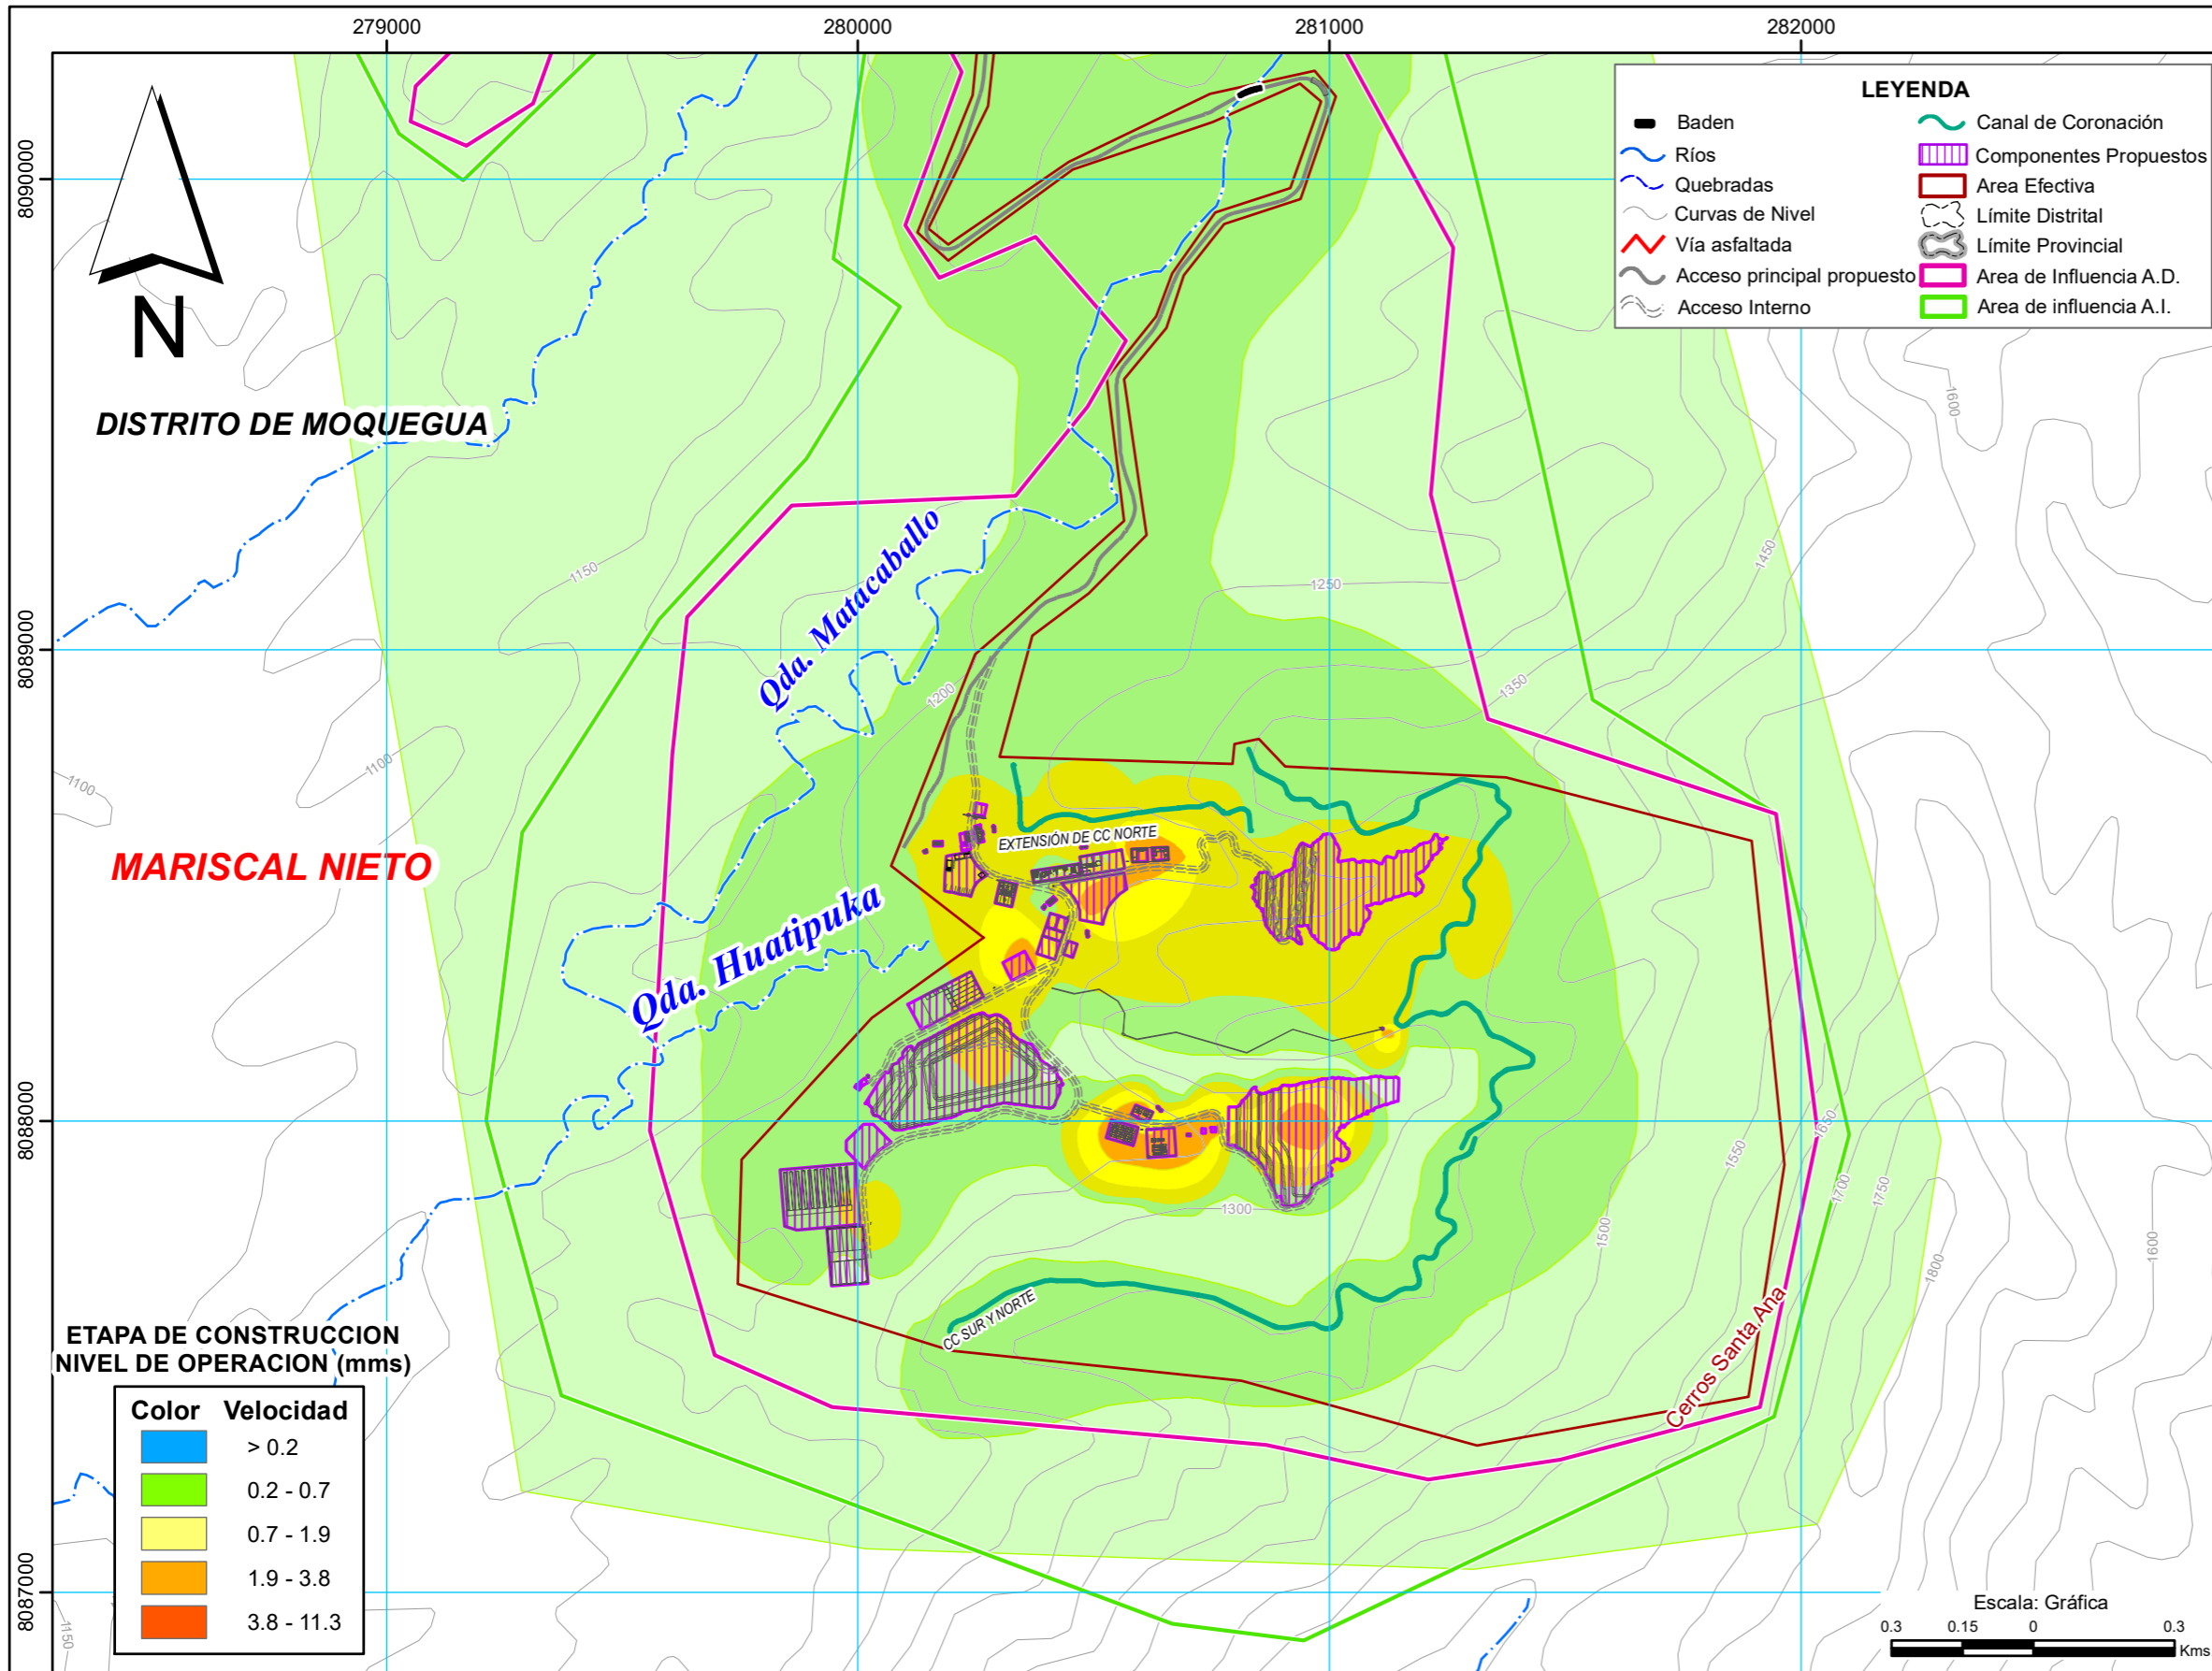 279000
280000
281000
282000
8090000
8089000
8088000
8087000
N
LEYENDA
Baden
Ríos
Quebradas
Curvas de Nivel
Vía asfaltada
Acceso principal propuesto
Acceso Interno
Canal de Coronación
Componentes Propuestos
Area Efectiva
Límite Distrital
Límite Provincial
Area de Influencia A.D.
Area de influencia A.I.
DISTRITO DE MOQUEGUA
MARISCAL NIETO
Qda. Matacaballo
Qda. Huatipuka
EXTENSIÓN DE CC NORTE
CC SUR Y NORTE
Cerros Santa Ana
1600
1450
1150
1250
1200
1350
1100
1100
1650
1550
1700
1750
1300
1500
1800
1600
1150
ETAPA DE CONSTRUCCION
NIVEL DE OPERACION (mms)
Color Velocidad
> 0.2
0.2 - 0.7
0.7 - 1.9
1.9 - 3.8
3.8 - 11.3
Escala: Gráfica
0.3 0.15 0 0.3
Kms